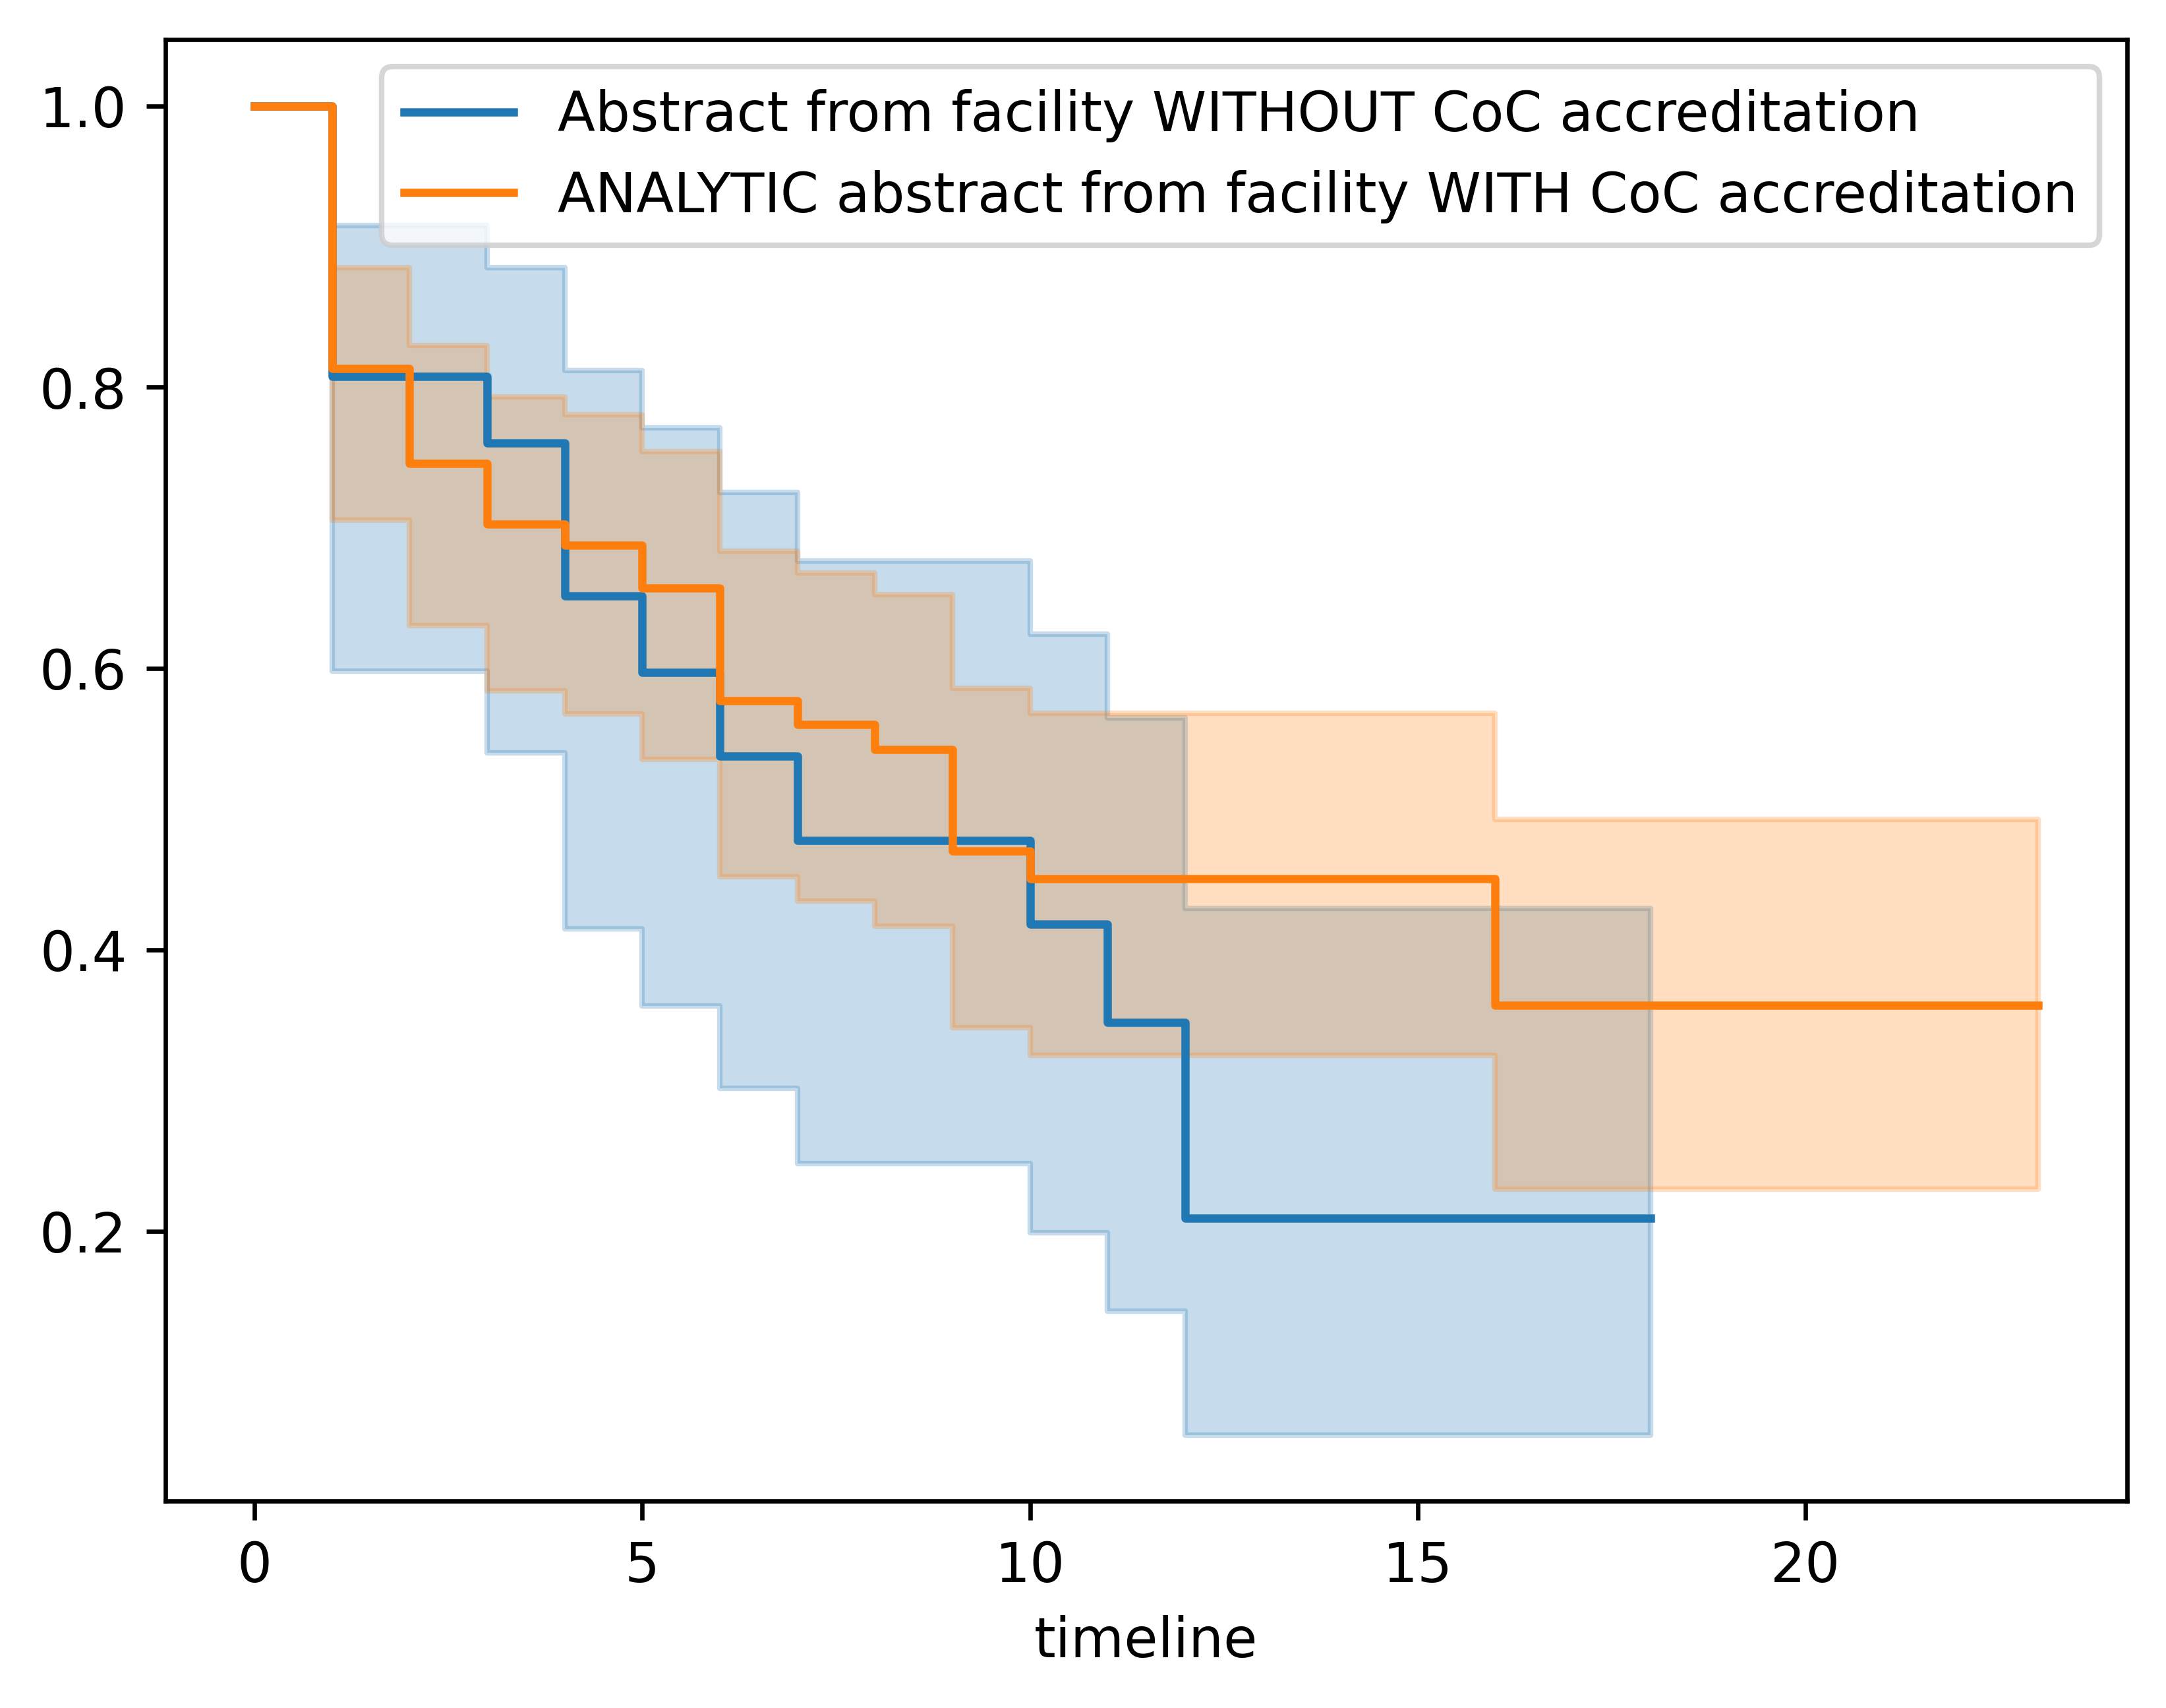 Abstract from facility WITHOUT CoC accreditation
ANALYTIC abstract from facility WITH CoC accreditation
1.0
0.8
0.6
0.4
0.2
0 5 10 15 20
timeline